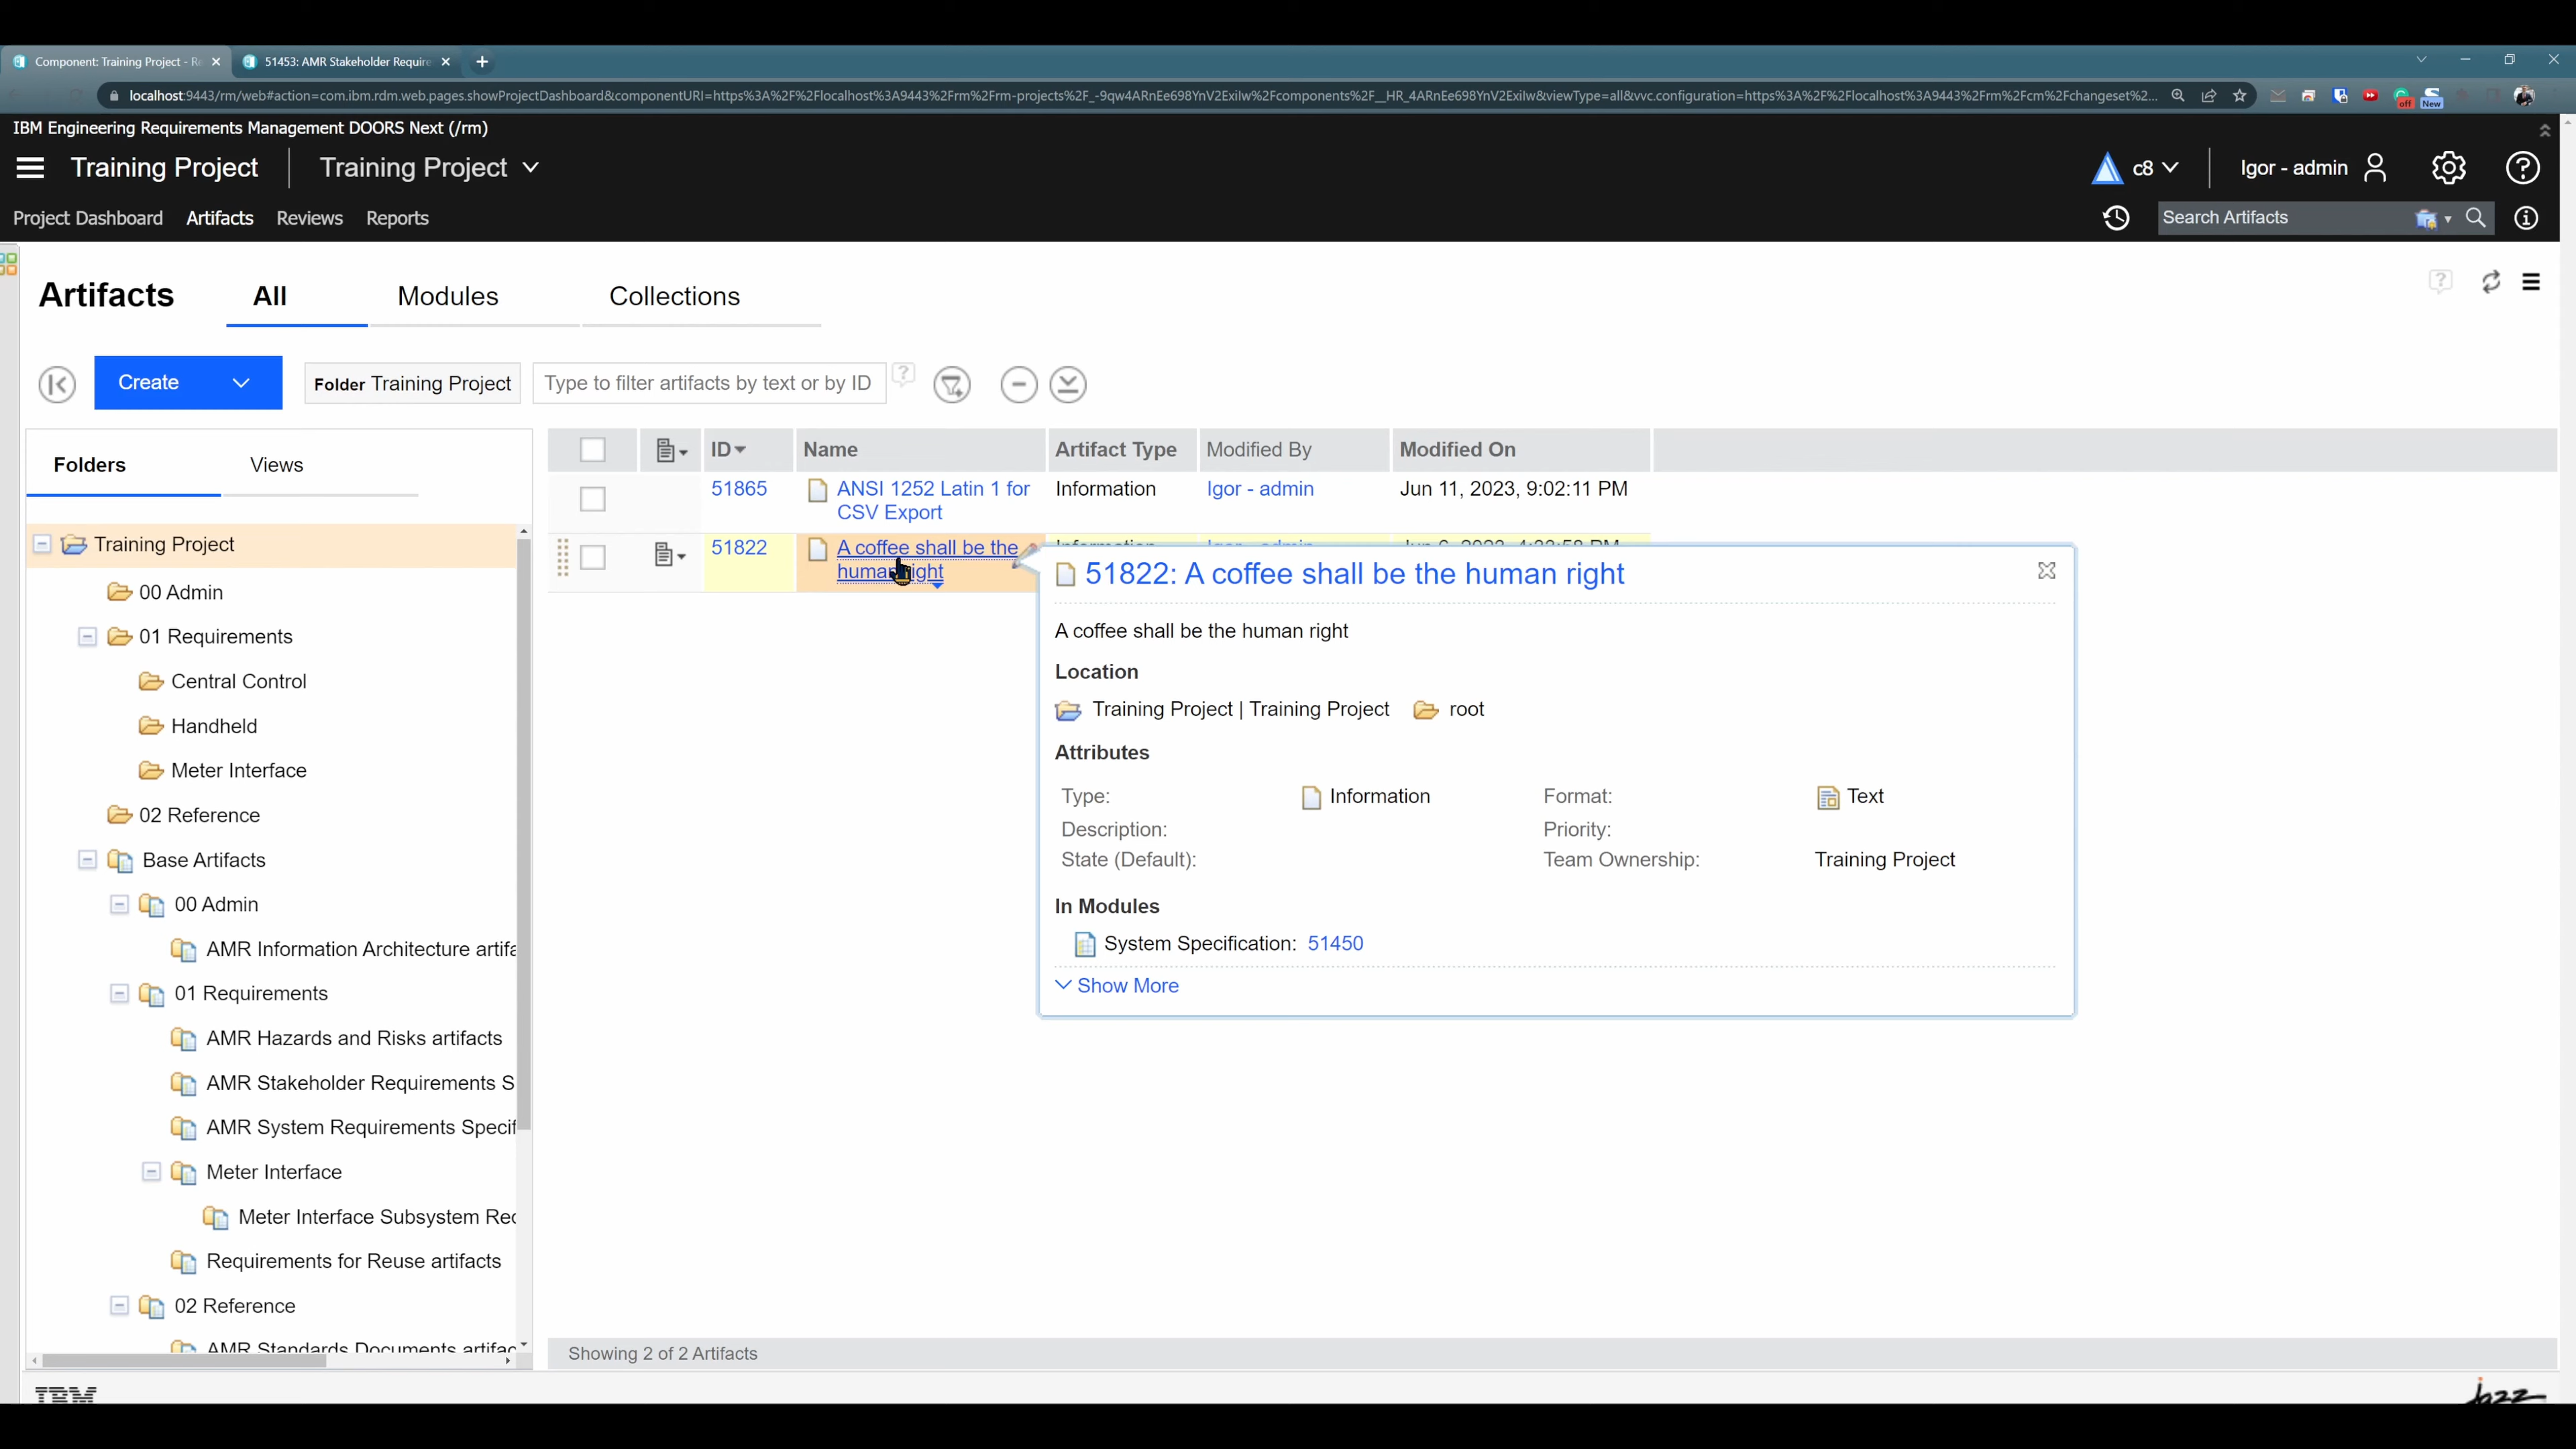 Component: Training Project - Re
51453: AMR Stakeholder Require
localhost:9443/rm/web#action=com.ibm.rdm.web.pages.showProjectDashboard&componentURI=https%3A%2F%2Flocalhost%3A9443%2Frm%2Frm-projects%2F_-9qw4ARnEe698YnV2Exilw%2Fcomponents%2F__HR_4ARnEe698YnV2Exilw&viewType=all&vvc.configuration=https%3A%2F%2Flocalhost%3A9443%2Frm%2Fcm%2Fchangeset%2...
off
New
IBM Engineering Requirements Management DOORS Next (/rm)
Training Project
Training Project
c8
Igor - admin
Project Dashboard
Artifacts
Reviews
Reports
Search Artifacts
Artifacts
All
Modules
Collections
Create
Folder Training Project
Type to filter artifacts by text or by ID
Folders
Views
ID
Name
Artifact Type
Modified By
Modified On
51865
ANSI 1252 Latin 1 for
CSV Export
Information
Igor - admin
Jun 11, 2023, 9:02:11 PM
51822
A coffee shall be the
human right
Information
Igor - admin
51822: A coffee shall be the human right
A coffee shall be the human right
Location
Training Project | Training Project
root
Attributes
Type:
Information
Format:
Text
Description:
Priority:
State (Default):
Team Ownership:
Training Project
In Modules
System Specification: 51450
Show More
Training Project
00 Admin
01 Requirements
Central Control
Handheld
Meter Interface
02 Reference
Base Artifacts
00 Admin
AMR Information Architecture artifa
01 Requirements
AMR Hazards and Risks artifacts
AMR Stakeholder Requirements S
AMR System Requirements Specif
Meter Interface
Meter Interface Subsystem Rec
Requirements for Reuse artifacts
02 Reference
AMR Standards Documents artifac
Showing 2 of 2 Artifacts
IBM
jazz